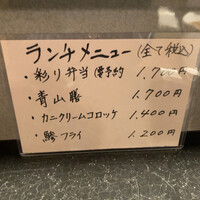 ランチメニュー(全て税込)
・彩り弁当 要予約 1,700円
・青山膳 1,700円
・カニクリームコロッケ 1,400円
・鯵フライ 1,200円